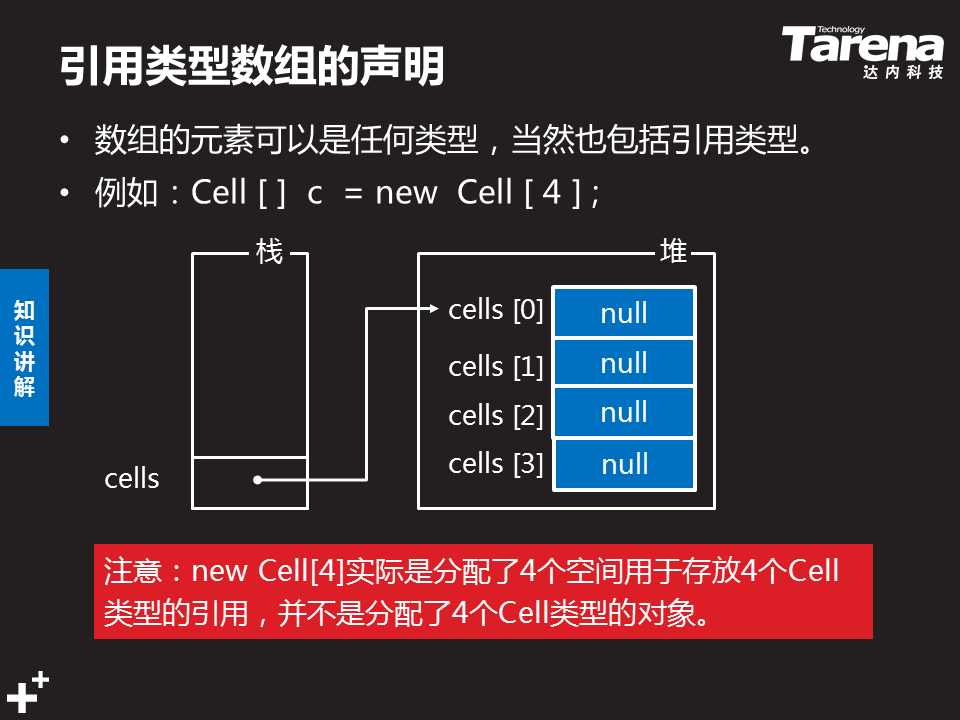 引用类型数组的声明
Technology
Tarena
达内科技
• 数组的元素可以是任何类型，当然也包括引用类型。
• 例如：Cell [ ] c = new Cell [ 4 ] ;
栈
堆
知
识
讲
解
cells [0] null
cells [1] null
cells [2] null
cells [3] null
cells
注意：new Cell[4]实际是分配了4个空间用于存放4个Cell
类型的引用，并不是分配了4个Cell类型的对象。